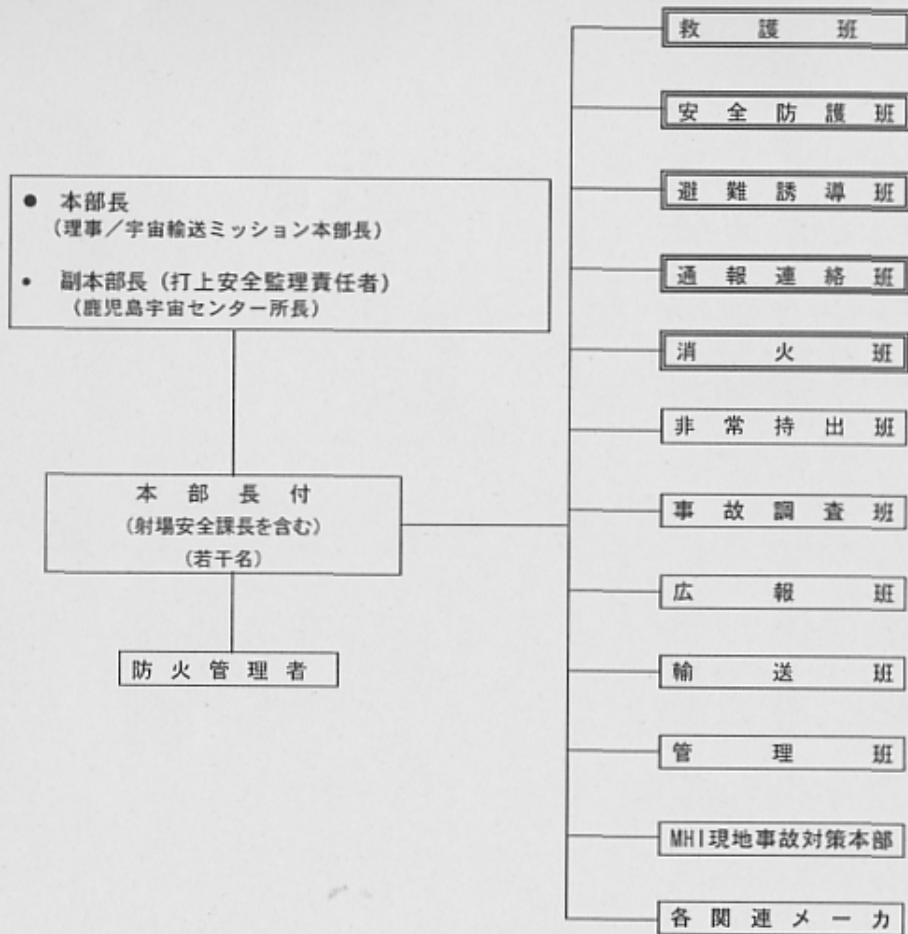 ● 本部長
(理事／宇宙輸送ミッション本部長)
• 副本部長(打上安全監理責任者)
(鹿児島宇宙センター所長)
本部長付
(射場安全課長を含む)
(若干名)
防火管理者
救護班
安全防護班
避難誘導班
通報連絡班
消火班
非常持出班
事故調査班
広報班
輸送班
管理班
MHI現地事故対策本部
各関連メーカ